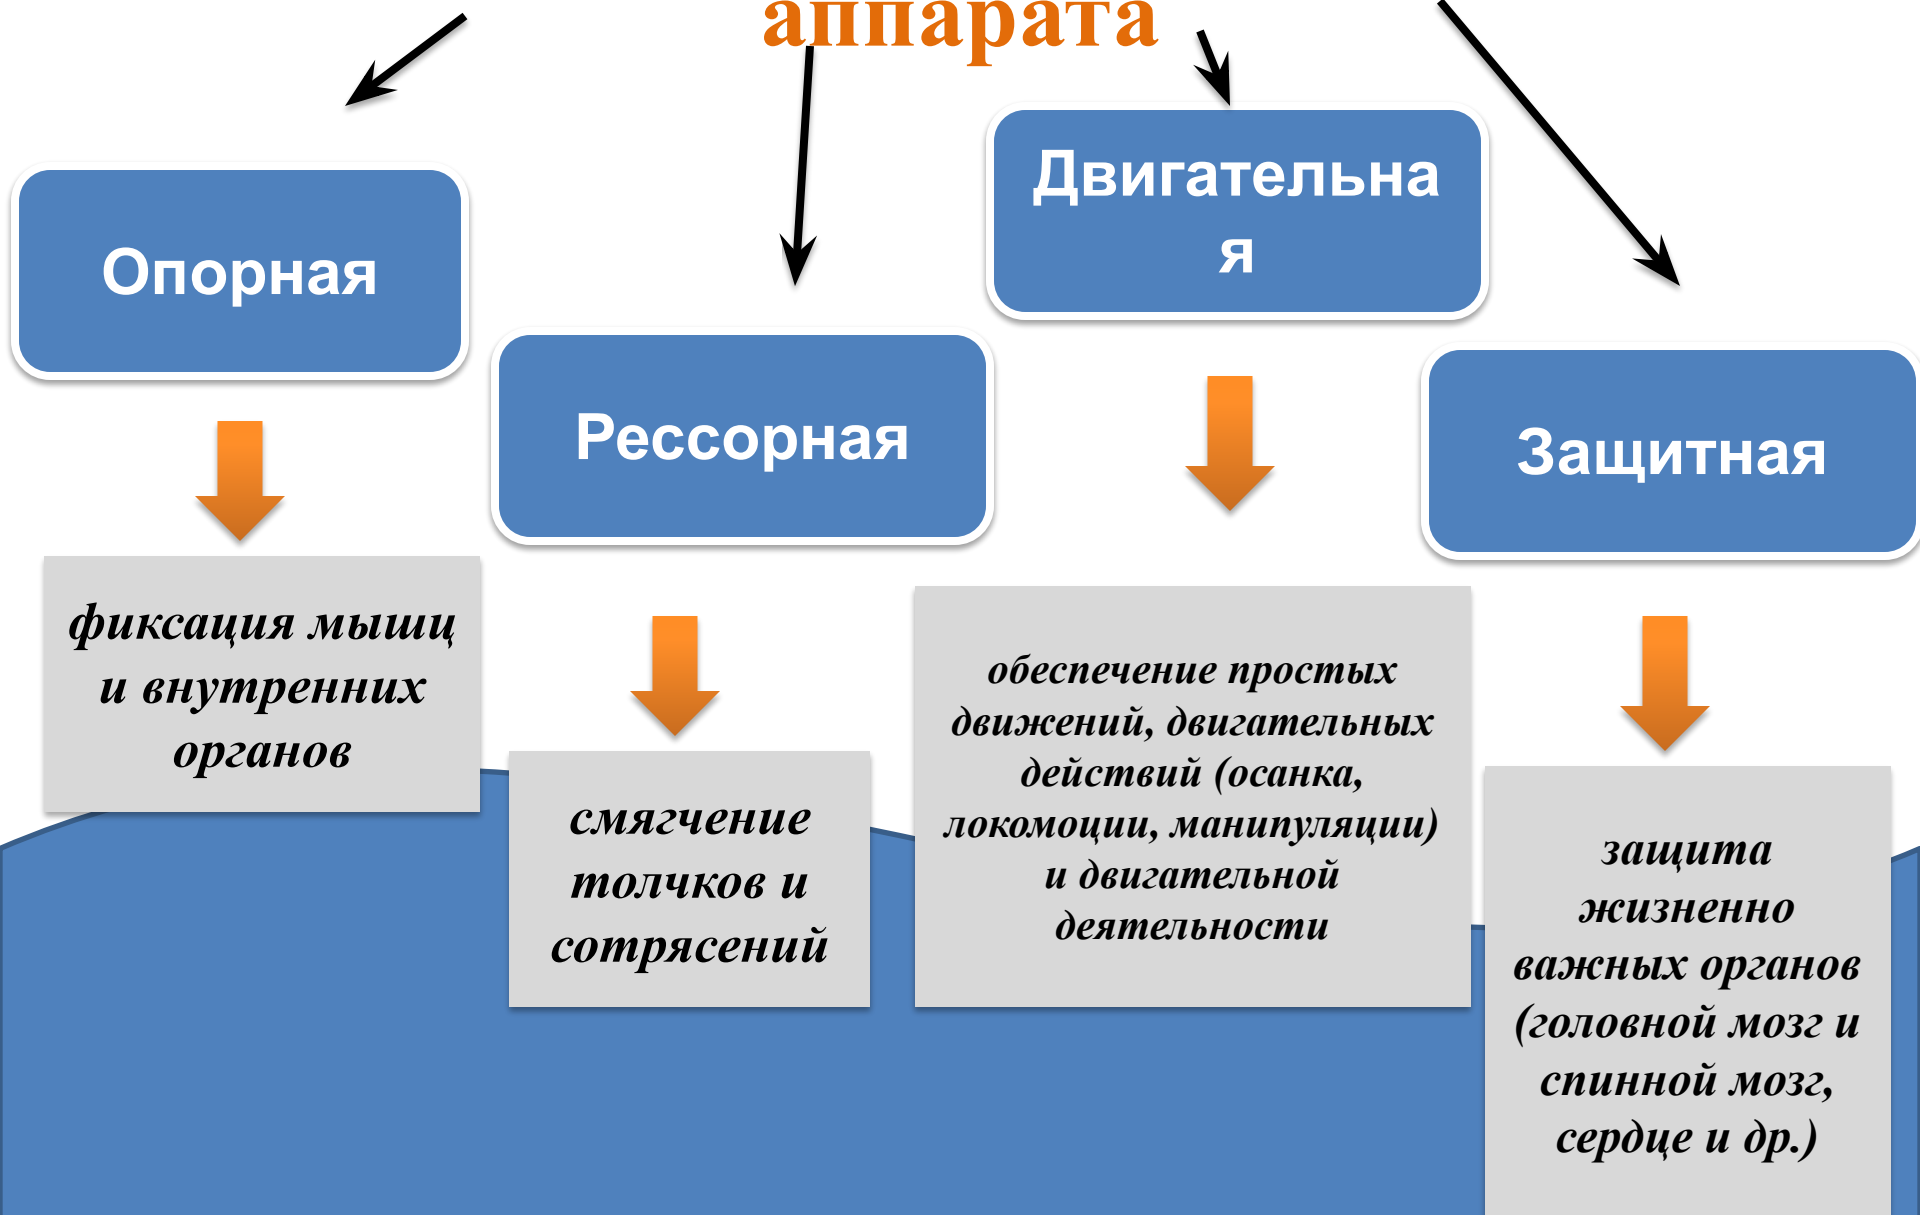 аппарата
Опорная
фиксация мышц
и внутренних
органов
Рессорная
смягчение
толчков и
сотрясений
Двигательна
я
обеспечение простых
движений, двигательных
действий (осанка,
локомоции, манипуляции)
и двигательной
деятельности
Защитная
защита
жизненно
важных органов
(головной мозг и
спинной мозг,
сердце и др.)